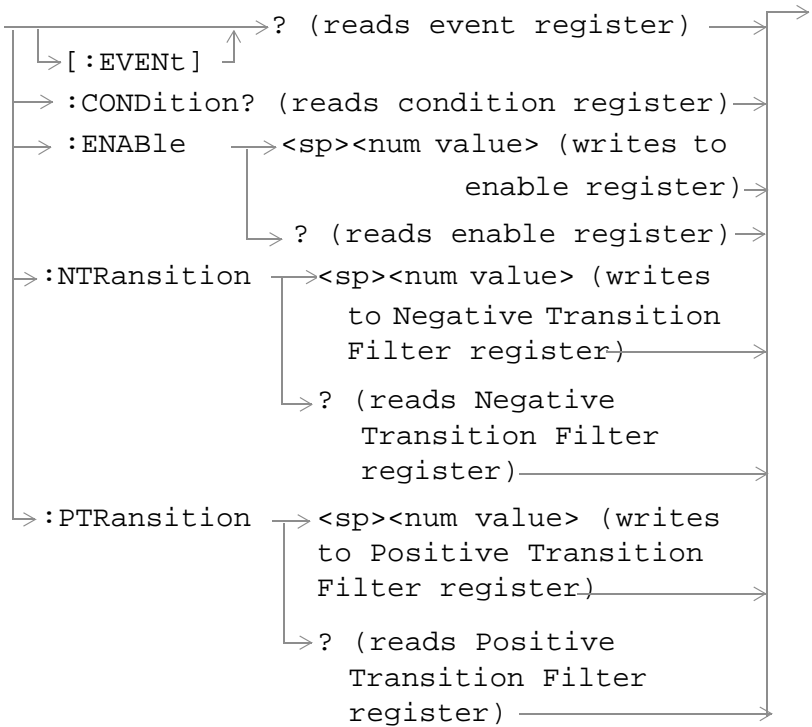 ? (reads event register)
[:EVENt]
:CONDition? (reads condition register)
:ENABle <sp><num value> (writes to
enable register)
? (reads enable register)
:NTRansition <sp><num value> (writes
to Negative Transition
Filter register)
? (reads Negative
Transition Filter
register)
:PTRansition <sp><num value> (writes
to Positive Transition
Filter register)
? (reads Positive
Transition Filter
register)